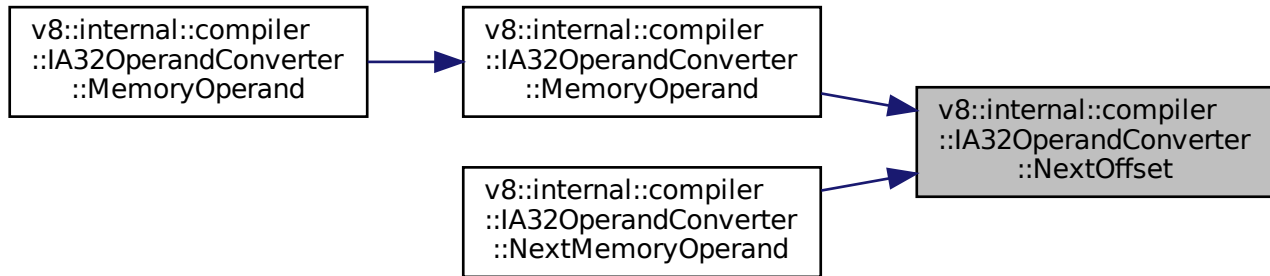 v8::internal::compiler
::IA32OperandConverter
::MemoryOperand
v8::internal::compiler
::IA32OperandConverter
::MemoryOperand
v8::internal::compiler
::IA32OperandConverter
::NextOffset
v8::internal::compiler
::IA32OperandConverter
::NextMemoryOperand